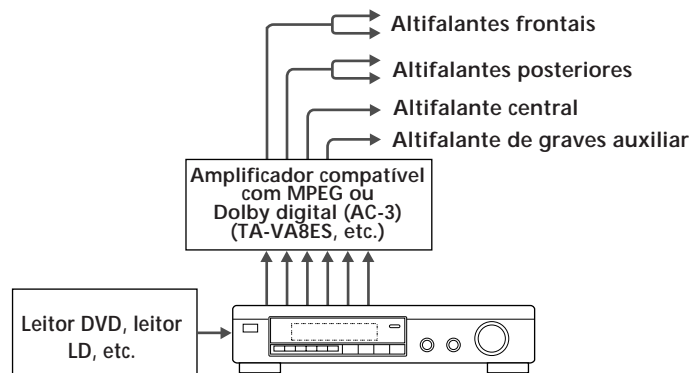 Altifalantes frontais
Altifalantes posteriores
Altifalante central
Altifalante de graves auxiliar
Amplificador compatível
com MPEG ou
Dolby digital (AC-3)
(TA-VA8ES, etc.)
Leitor DVD, leitor
LD, etc.